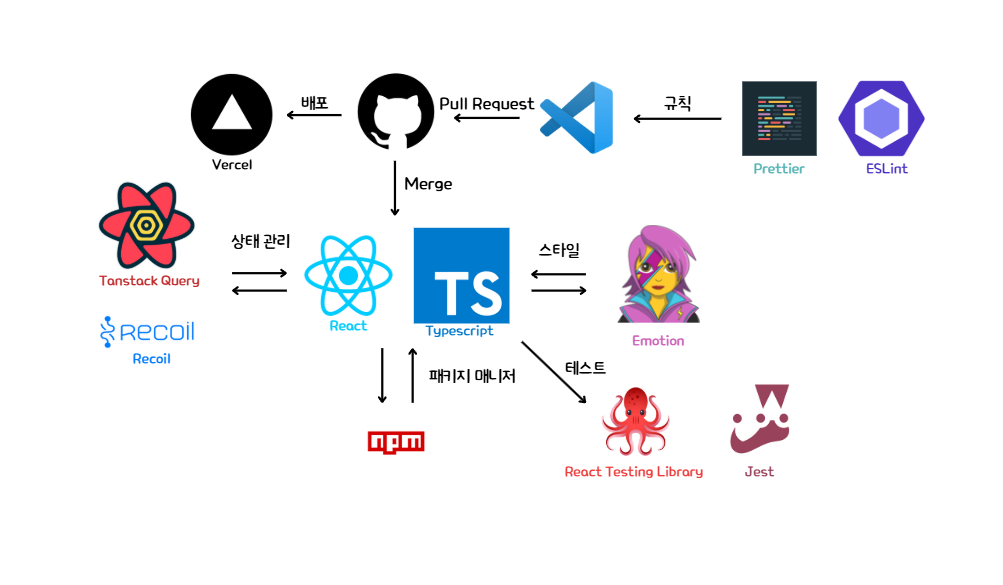 배포
Pull Request
규칙
Vercel
Prettier
ESLint
Merge
상태 관리
스타일
Tanstack Query
TS
React
Typescript
Emotion
RECOIL
Recoil
패키지 매니저
테스트
npm
React Testing Library
Jest